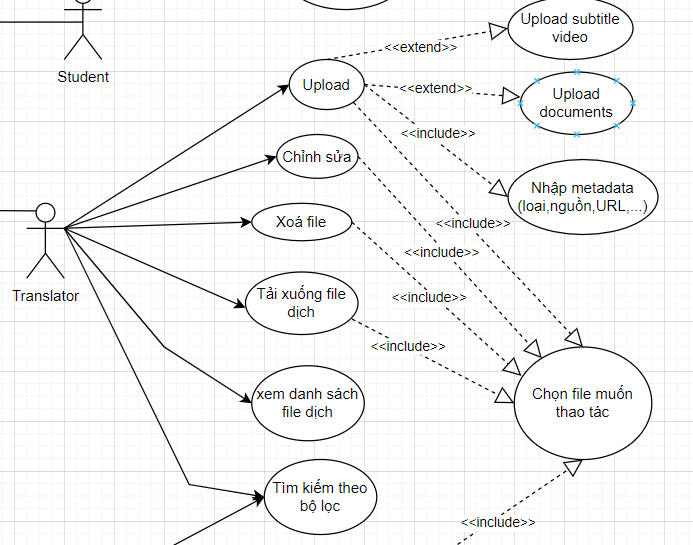 Upload subtitle
video
<<extend>>
Student
Upload
<<extend>>
Upload
documents
<<include>>
Chỉnh sửa
Nhập metadata
(loại,nguồn,URL,...)
Xoá file
<<include>>
<<include>>
Translator
Tải xuống file
dịch
<<include>>
<<include>>
xem danh sách
file dịch
Chọn file muốn
thao tác
Tìm kiếm theo
bộ lọc
<<include>>